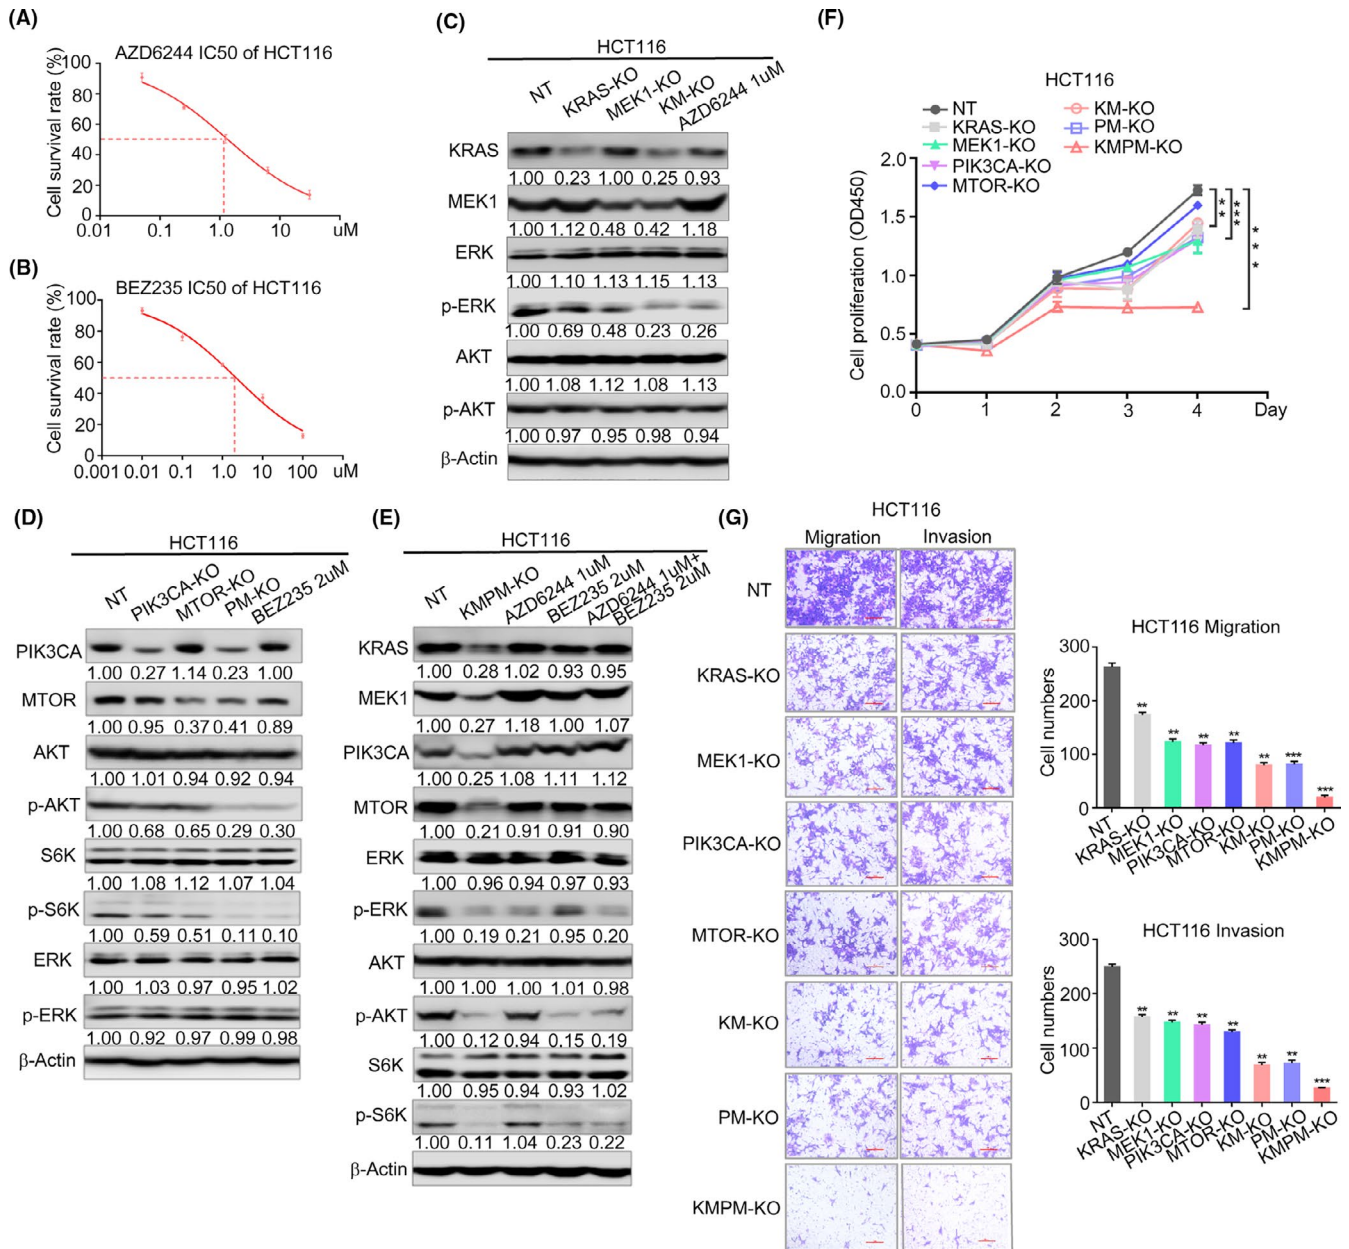 (A)
AZD6244 IC50 of HCT116
Cell survival rate (%)
100
80
60
40
20
0
0.01 0.1 1.0 10 uM
(B)
BEZ235 IC50 of HCT116
Cell survival rate (%)
100
80
60
40
20
0
0.001 0.01 0.1 1.0 10 100 uM
(C)
HCT116
NT KRAS-KO MEK1-KO KM-KO AZD6244 1uM
KRAS
1.00 0.23 1.00 0.25 0.93
MEK1
1.00 1.12 0.48 0.42 1.18
ERK
1.00 1.10 1.13 1.15 1.13
p-ERK
1.00 0.69 0.48 0.23 0.26
AKT
1.00 1.08 1.12 1.08 1.13
p-AKT
1.00 0.97 0.95 0.98 0.94
β-Actin
(F)
HCT116
NT
KRAS-KO
MEK1-KO
PIK3CA-KO
MTOR-KO
KM-KO
PM-KO
KMPM-KO
Cell proliferation (OD450)
2.0
1.5
1.0
0.5
0.0
0 1 2 3 4 Day
**
***
***
(D)
HCT116
NT PIK3CA-KO MTOR-KO PM-KO BEZ235 2uM
PIK3CA
1.00 0.27 1.14 0.23 1.00
MTOR
1.00 0.95 0.37 0.41 0.89
AKT
1.00 1.01 0.94 0.92 0.94
p-AKT
1.00 0.68 0.65 0.29 0.30
S6K
1.00 1.08 1.12 1.07 1.04
p-S6K
1.00 0.59 0.51 0.11 0.10
ERK
1.00 1.03 0.97 0.95 1.02
p-ERK
1.00 0.92 0.97 0.99 0.98
β-Actin
(E)
HCT116
NT KMPM-KO AZD6244 1uM BEZ235 2uM AZD6244 1uM+
BEZ235 2uM
KRAS
1.00 0.28 1.02 0.93 0.95
MEK1
1.00 0.27 1.18 1.00 1.07
PIK3CA
1.00 0.25 1.08 1.11 1.12
MTOR
1.00 0.21 0.91 0.91 0.90
ERK
1.00 0.96 0.94 0.97 0.93
p-ERK
1.00 0.19 0.21 0.95 0.20
AKT
1.00 1.00 1.00 1.01 0.98
p-AKT
1.00 0.12 0.94 0.15 0.19
S6K
1.00 0.95 0.94 0.93 1.02
p-S6K
1.00 0.11 1.04 0.23 0.22
β-Actin
(G)
HCT116
Migration Invasion
NT
KRAS-KO
MEK1-KO
PIK3CA-KO
MTOR-KO
KM-KO
PM-KO
KMPM-KO
HCT116 Migration
Cell numbers
300
200
100
0
** ** ** ** ** *** ***
NT KRAS-KO MEK1-KO PIK3CA-KO MTOR-KO KM-KO PM-KO KMPM-KO
HCT116 Invasion
Cell numbers
300
200
100
0
** ** ** ** ** ** ***
NT KRAS-KO MEK1-KO PIK3CA-KO MTOR-KO KM-KO PM-KO KMPM-KO